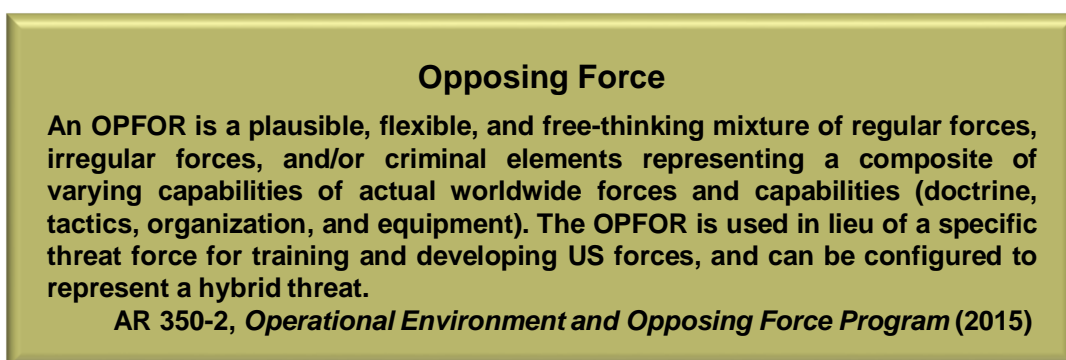 Opposing Force
An OPFOR is a plausible, flexible, and free-thinking mixture of regular forces,
irregular forces, and/or criminal elements representing a composite of
varying capabilities of actual worldwide forces and capabilities (doctrine,
tactics, organization, and equipment). The OPFOR is used in lieu of a specific
threat force for training and developing US forces, and can be configured to
represent a hybrid threat.
AR 350-2, Operational Environment and Opposing Force Program (2015)